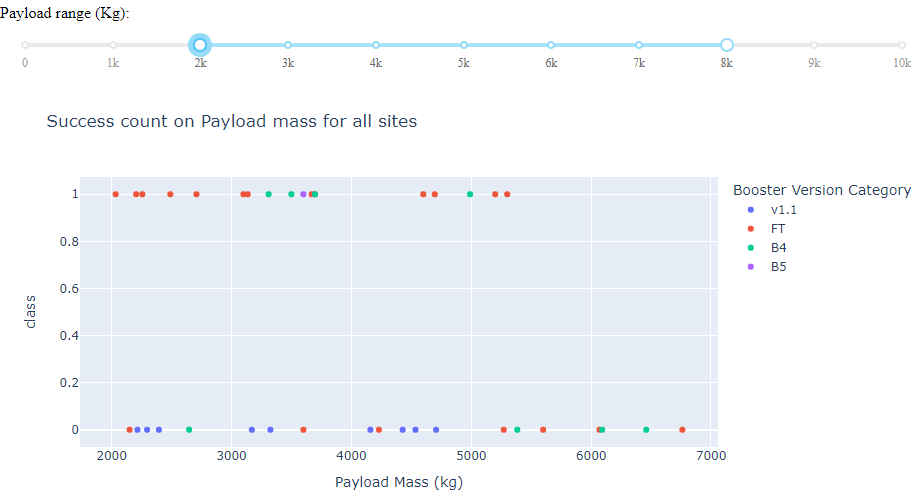 Payload range (Kg):
0 1k 2k 3k 4k 5k 6k 7k 8k 9k 10k
Success count on Payload mass for all sites
Booster Version Category
v1.1
FT
B4
B5
1
0.8
0.6
0.4
0.2
0
class
2000 3000 4000 5000 6000 7000
Payload Mass (kg)